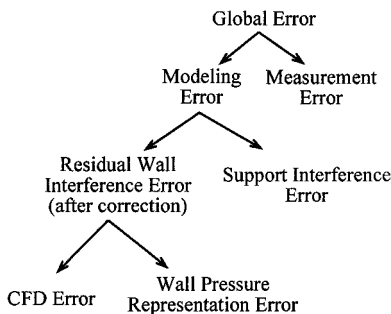 Global Error
Modeling
Error
Measurement
Error
Residual Wall
Interference Error
(after correction)
Support Interference
Error
CFD Error
Wall Pressure
Representation Error